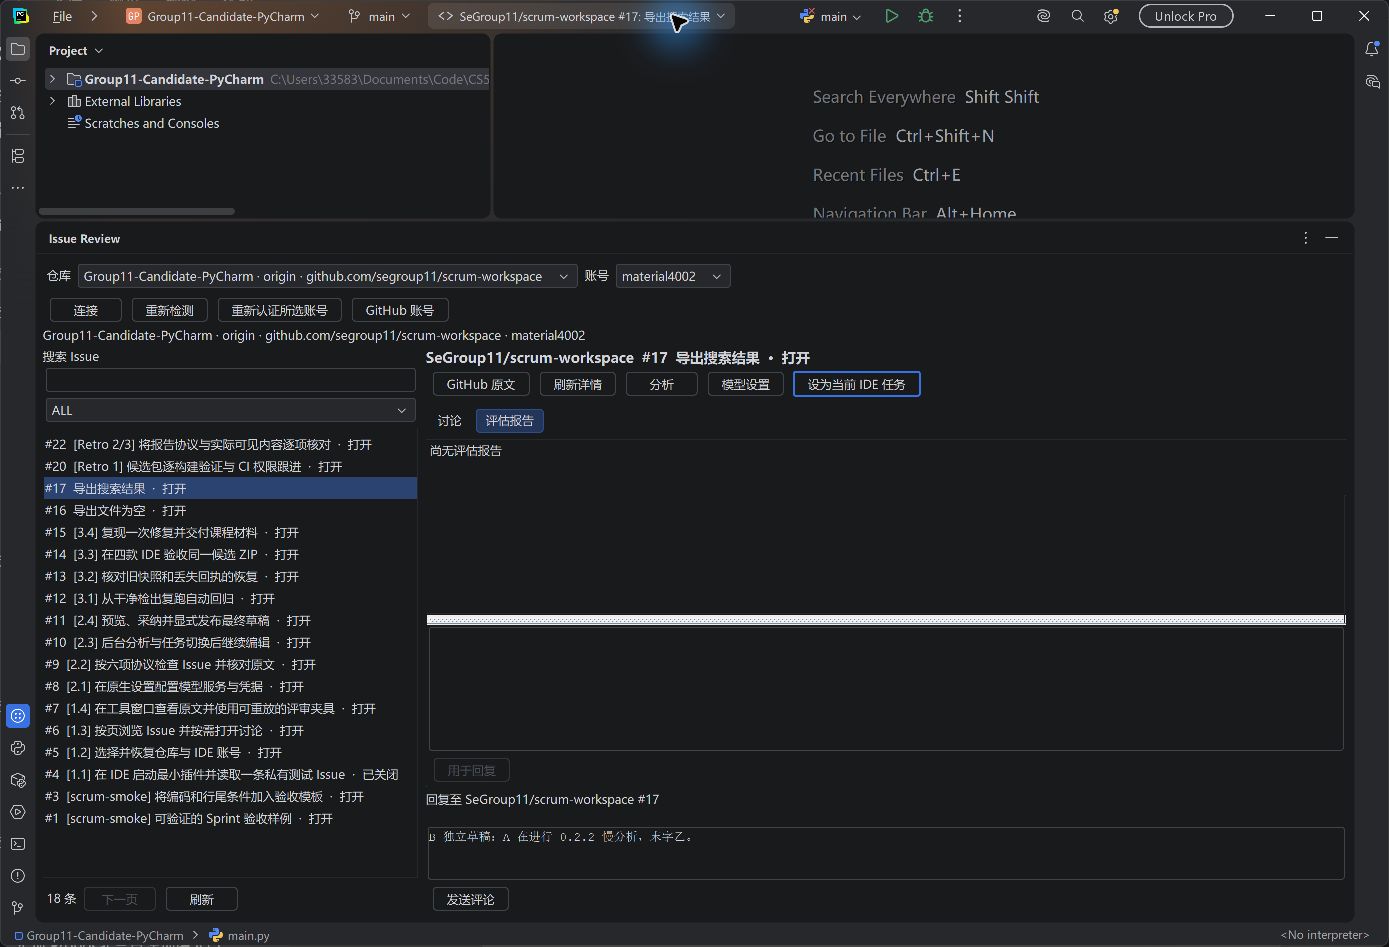 File
Group11-Candidate-PyCharm
main
SeGroup11/scrum-workspace #17: 导出搜索结果
main
Unlock Pro
Project
Group11-Candidate-PyCharm C:\Users\33583\Documents\Code\CS5
External Libraries
Scratches and Consoles
Search Everywhere Shift Shift
Go to File Ctrl+Shift+N
Recent Files Ctrl+E
Navigation Bar Alt+Home
Issue Review
仓库 Group11-Candidate-PyCharm · origin · github.com/segroup11/scrum-workspace 账号 material4002
连接 重新检测 重新认证所选账号 GitHub 账号
Group11-Candidate-PyCharm · origin · github.com/segroup11/scrum-workspace · material4002
搜索 Issue
ALL
#22 [Retro 2/3] 将报告协议与实际可见内容逐项核对 · 打开
#20 [Retro 1] 候选包逐构建验证与 CI 权限跟进 · 打开
#17 导出搜索结果 · 打开
#16 导出文件为空 · 打开
#15 [3.4] 复现一次修复并交付课程材料 · 打开
#14 [3.3] 在四款 IDE 验收同一候选 ZIP · 打开
#13 [3.2] 核对旧快照和丢失回执的恢复 · 打开
#12 [3.1] 从干净检出复跑自动回归 · 打开
#11 [2.4] 预览、采纳并显式发布最终草稿 · 打开
#10 [2.3] 后台分析与任务切换后继续编辑 · 打开
#9 [2.2] 按六项协议检查 Issue 并核对原文 · 打开
#8 [2.1] 在原生设置配置模型服务与凭据 · 打开
#7 [1.4] 在工具窗口查看原文并使用可重放的评审夹具 · 打开
#6 [1.3] 按页浏览 Issue 并按需打开讨论 · 打开
#5 [1.2] 选择并恢复仓库与 IDE 账号 · 打开
#4 [1.1] 在 IDE 启动最小插件并读取一条私有测试 Issue · 已关闭
#3 [scrum-smoke] 将编码和行尾条件加入验收模板 · 打开
#1 [scrum-smoke] 可验证的 Sprint 验收样例 · 打开
18 条 下一页 刷新
SeGroup11/scrum-workspace #17 导出搜索结果 · 打开
GitHub 原文 刷新详情 分析 模型设置 设为当前 IDE 任务
讨论 评估报告
尚无评估报告
用于回复
回复至 SeGroup11/scrum-workspace #17
B 独立草稿：A 在进行 0.2.2 慢分析，末字乙。
发送评论
Group11-Candidate-PyCharm main.py
<No interpreter>